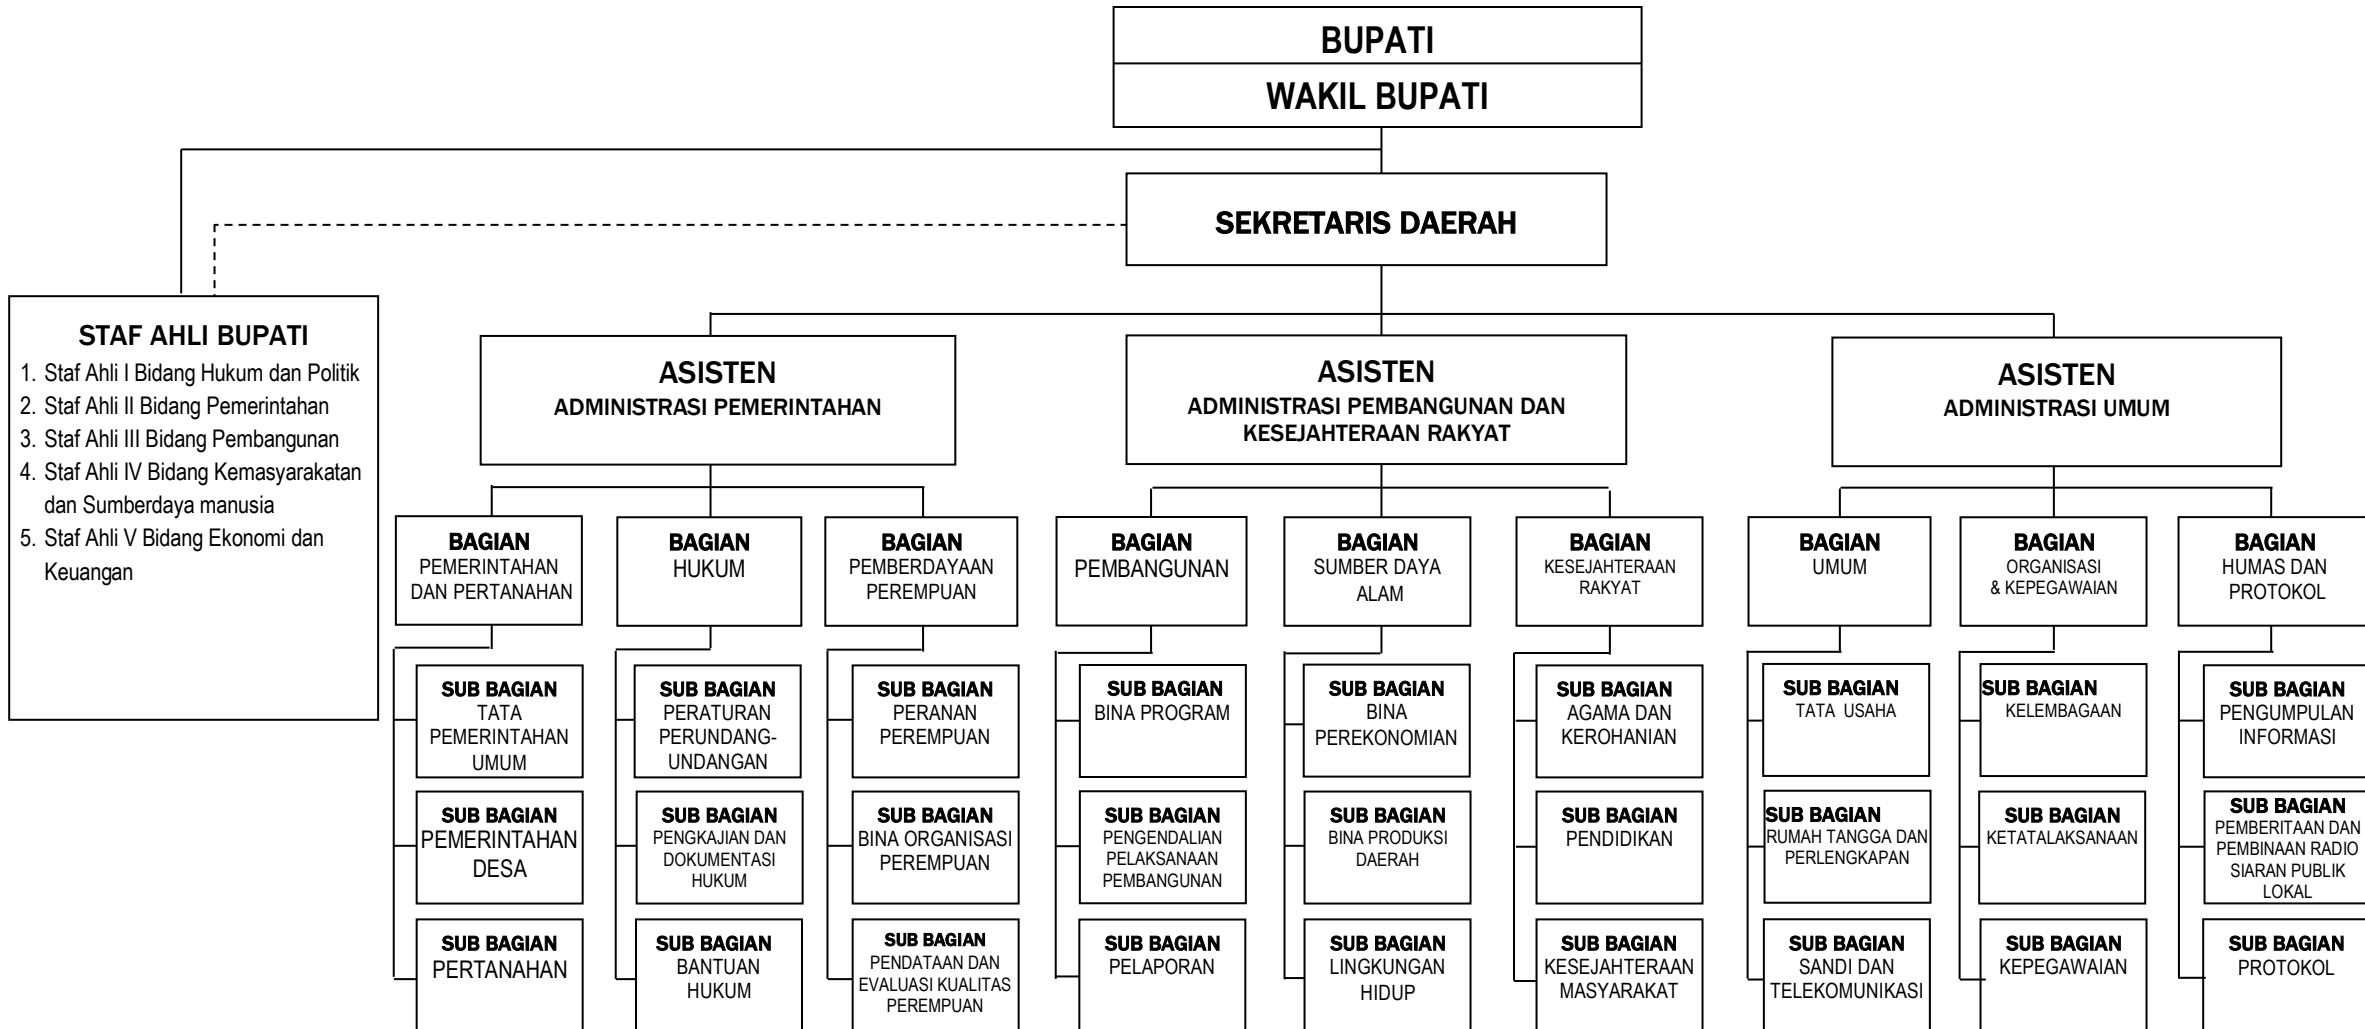 BUPATI
WAKIL BUPATI
SEKRETARIS DAERAH
STAF AHLI BUPATI
1. Staf Ahli I Bidang Hukum dan Politik
2. Staf Ahli II Bidang Pemerintahan
3. Staf Ahli III Bidang Pembangunan
4. Staf Ahli IV Bidang Kemasyarakatan
dan Sumberdaya manusia
5. Staf Ahli V Bidang Ekonomi dan
Keuangan
ASISTEN
ADMINISTRASI PEMERINTAHAN
ASISTEN
ADMINISTRASI PEMBANGUNAN DAN
KESEJAHTERAAN RAKYAT
ASISTEN
ADMINISTRASI UMUM
BAGIAN
PEMERINTAHAN
DAN PERTANAHAN
BAGIAN
HUKUM
BAGIAN
PEMBERDAYAAN
PEREMPUAN
BAGIAN
PEMBANGUNAN
BAGIAN
SUMBER DAYA
ALAM
BAGIAN
KESEJAHTERAAN
RAKYAT
BAGIAN
UMUM
BAGIAN
ORGANISASI
& KEPEGAWAIAN
BAGIAN
HUMAS DAN
PROTOKOL
SUB BAGIAN
TATA
PEMERINTAHAN
UMUM
SUB BAGIAN
PERATURAN
PERUNDANG-
UNDANGAN
SUB BAGIAN
PERANAN
PEREMPUAN
SUB BAGIAN
BINA PROGRAM
SUB BAGIAN
BINA
PEREKONOMIAN
SUB BAGIAN
AGAMA DAN
KEROHANIAN
SUB BAGIAN
TATA USAHA
SUB BAGIAN
KELEMBAGAAN
SUB BAGIAN
PENGUMPULAN
INFORMASI
SUB BAGIAN
PEMERINTAHAN
DESA
SUB BAGIAN
PENGKAJIAN DAN
DOKUMENTASI
HUKUM
SUB BAGIAN
BINA ORGANISASI
PEREMPUAN
SUB BAGIAN
PENGENDALIAN
PELAKSANAAN
PEMBANGUNAN
SUB BAGIAN
BINA PRODUKSI
DAERAH
SUB BAGIAN
PENDIDIKAN
SUB BAGIAN
RUMAH TANGGA DAN
PERLENGKAPAN
SUB BAGIAN
KETATALAKSANAAN
SUB BAGIAN
PEMBERITAAN DAN
PEMBINAAN RADIO
SIARAN PUBLIK
LOKAL
SUB BAGIAN
PERTANAHAN
SUB BAGIAN
BANTUAN
HUKUM
SUB BAGIAN
PENDATAAN DAN
EVALUASI KUALITAS
PEREMPUAN
SUB BAGIAN
PELAPORAN
SUB BAGIAN
LINGKUNGAN
HIDUP
SUB BAGIAN
KESEJAHTERAAN
MASYARAKAT
SUB BAGIAN
SANDI DAN
TELEKOMUNIKASI
SUB BAGIAN
KEPEGAWAIAN
SUB BAGIAN
PROTOKOL